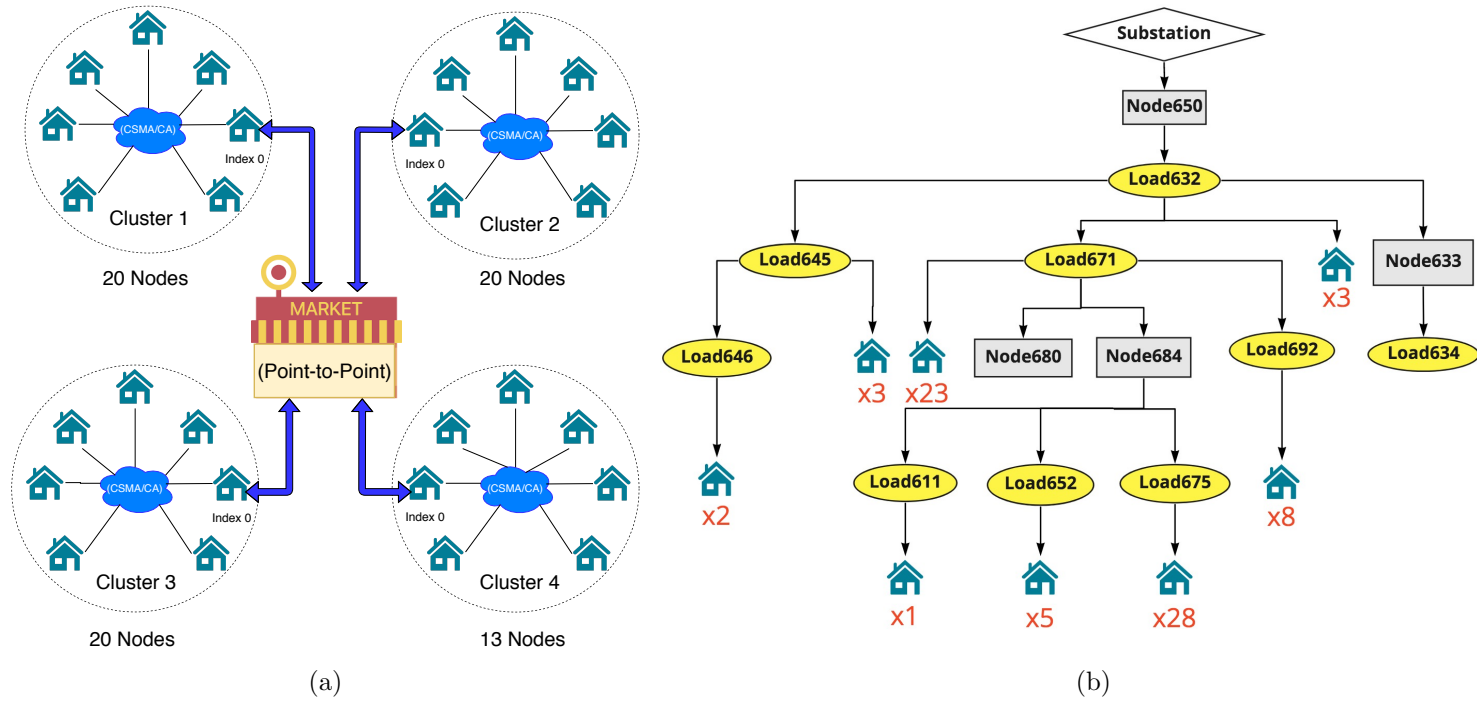 (CSMA/CA)
Index 0
Cluster 1
20 Nodes
(CSMA/CA)
Index 0
Cluster 2
20 Nodes
MARKET
(Point-to-Point)
(CSMA/CA)
Index 0
Cluster 3
20 Nodes
(CSMA/CA)
Index 0
Cluster 4
13 Nodes
(a)
Substation
Node650
Load632
Load645
Load671
x3
Node633
Load646
x3
x23
Node680
Node684
Load692
Load634
x2
Load611
Load652
Load675
x8
x1
x5
x28
(b)